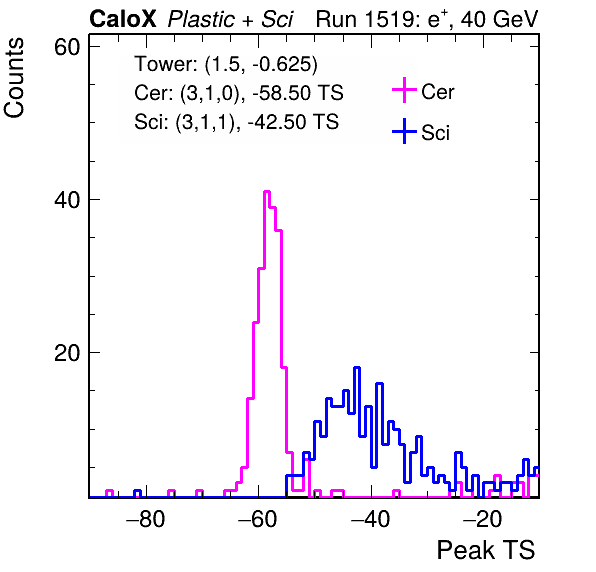 CaloX Plastic + Sci Run 1519: e+, 40 GeV
Counts
60
40
20
Tower: (1.5, -0.625)
Cer: (3,1,0), -58.50 TS
Sci: (3,1,1), -42.50 TS
Cer
Sci
−80 −60 −40 −20
Peak TS